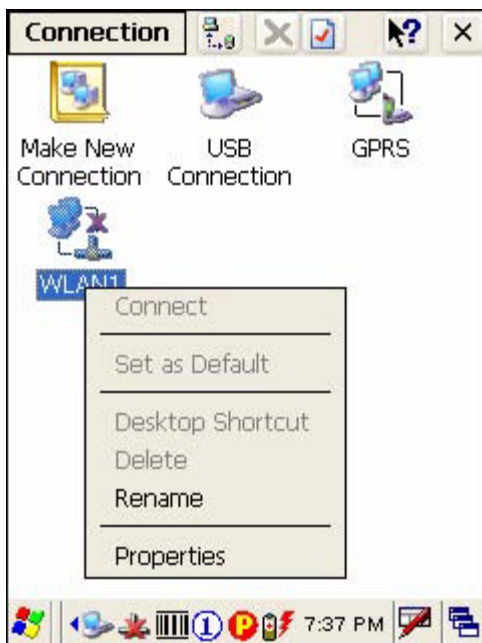 Connection
?
Make New
Connection
USB
Connection
GPRS
WLAN1
Connect
Set as Default
Desktop Shortcut
Delete
Rename
Properties
1
P
7:37 PM